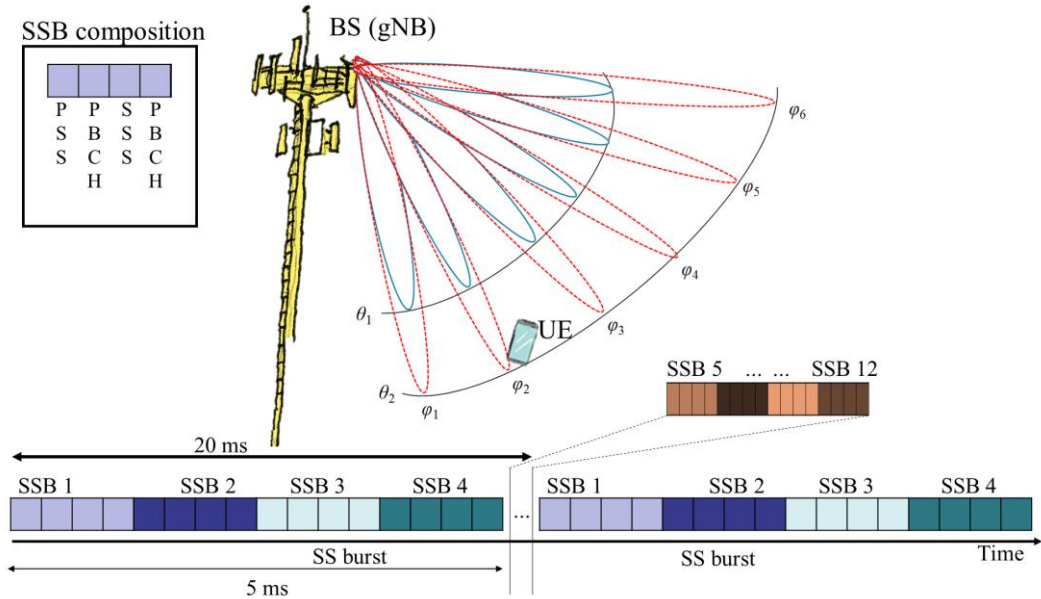 SSB composition
P P S P
S B S B
S C S C
H H
BS (gNB)
φ6
φ5
φ4
φ3
φ2
φ1
θ1
θ2
UE
SSB 5 ... ... SSB 12
20 ms
SSB 1 SSB 2 SSB 3 SSB 4 ... SSB 1 SSB 2 SSB 3 SSB 4
SS burst SS burst Time
5 ms